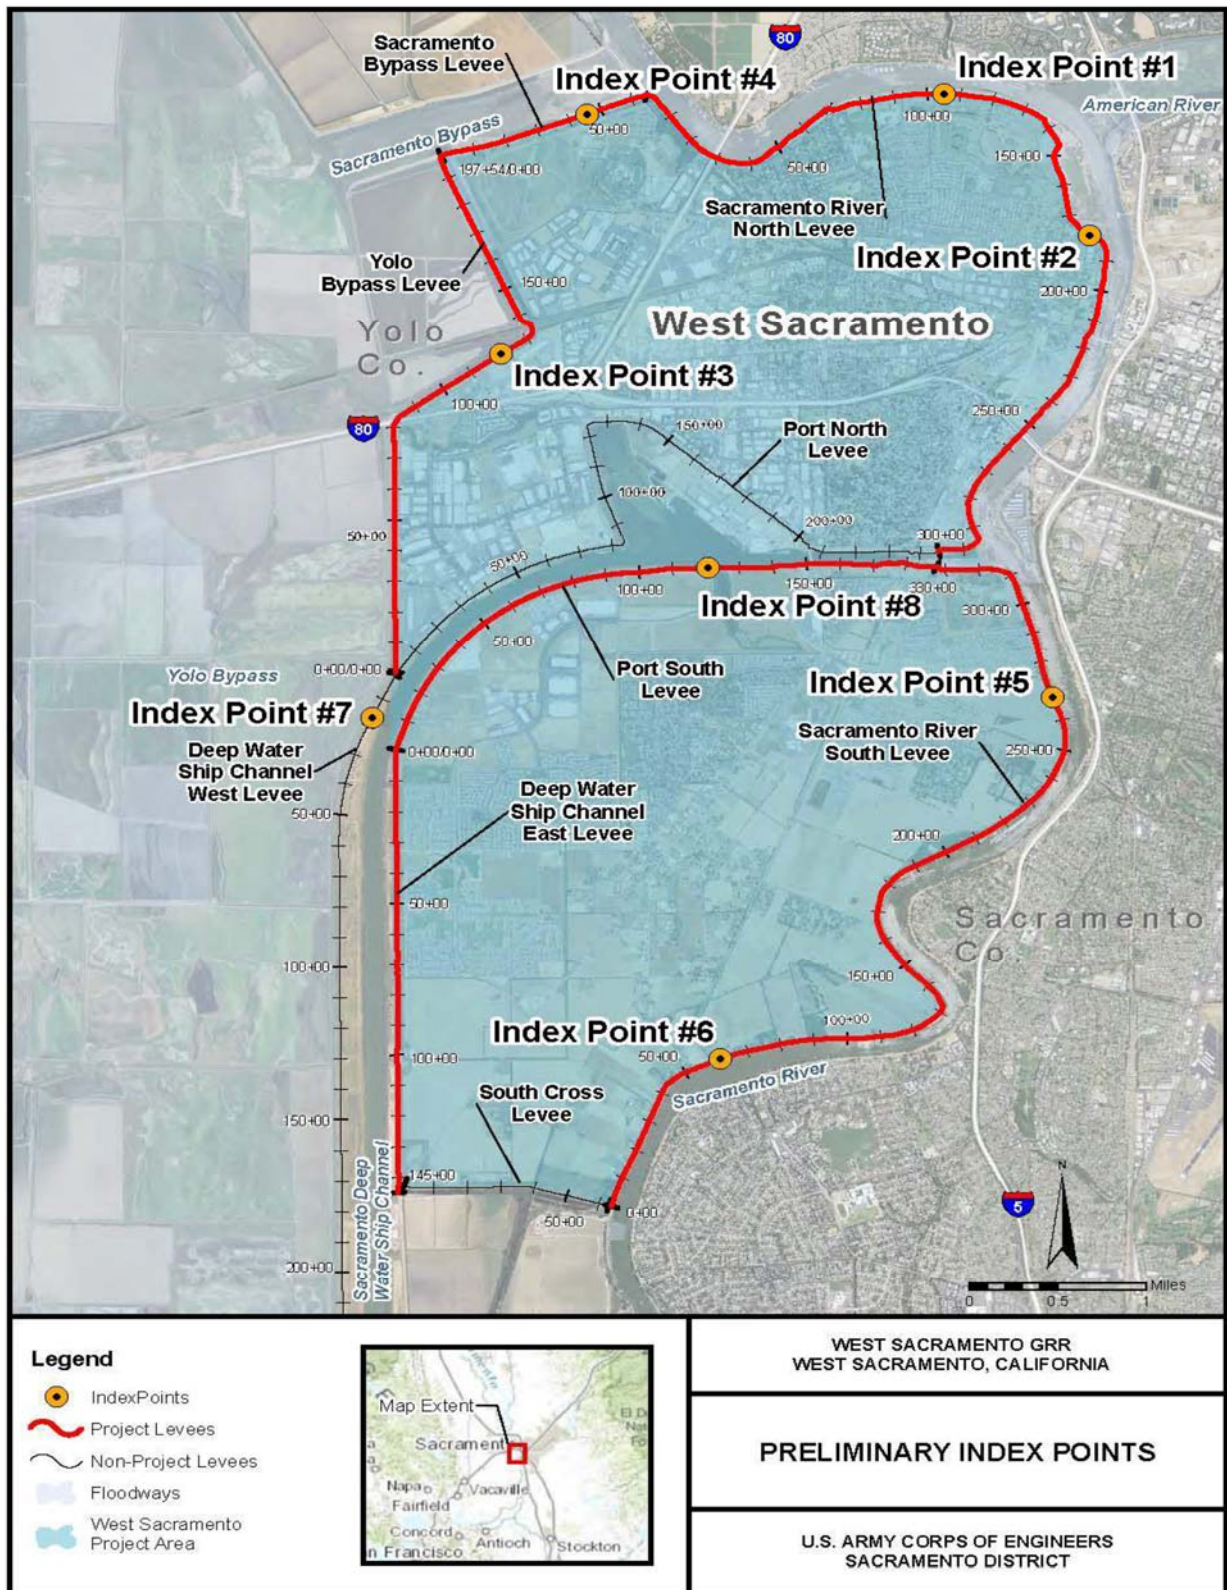 Sacramento
Bypass Levee
80
Index Point #4
Index Point #1
American River
Sacramento Bypass
50+00
100+00
150+00
197+54/0+00
50+00
Sacramento River
North Levee
Index Point #2
Yolo
Bypass Levee
150+00
200+00
Yolo
Co.
West Sacramento
Index Point #3
100+00
80
250+00
150+00
Port North
Levee
100+00
200+00
50+00
300+00
50+00
100+00
150+00
330+00
Index Point #8
300+00
50+00
0+00/0+00
Yolo Bypass
Port South
Levee
Index Point #5
Index Point #7
Deep Water
Ship Channel
West Levee
Sacramento River
South Levee
0+00/0+00
250+00
Deep Water
Ship Channel
East Levee
50+00
200+00
50+00
Sacramento
Co.
100+00
150+00
Index Point #6
100+00
50+00
100+00
Sacramento River
South Cross
Levee
150+00
145+00
Sacramento Deep
Water Ship Channel
50+00
0+00
N
5
200+00
Miles
0 0.5 1
Legend
IndexPoints
Project Levees
Non-Project Levees
Floodways
West Sacramento
Project Area
Map Extent
Sacrament
Napa
Vacaville
Fairfield
Concord
Antioch
Stockton
n Francisco
WEST SACRAMENTO GRR
WEST SACRAMENTO, CALIFORNIA
PRELIMINARY INDEX POINTS
U.S. ARMY CORPS OF ENGINEERS
SACRAMENTO DISTRICT